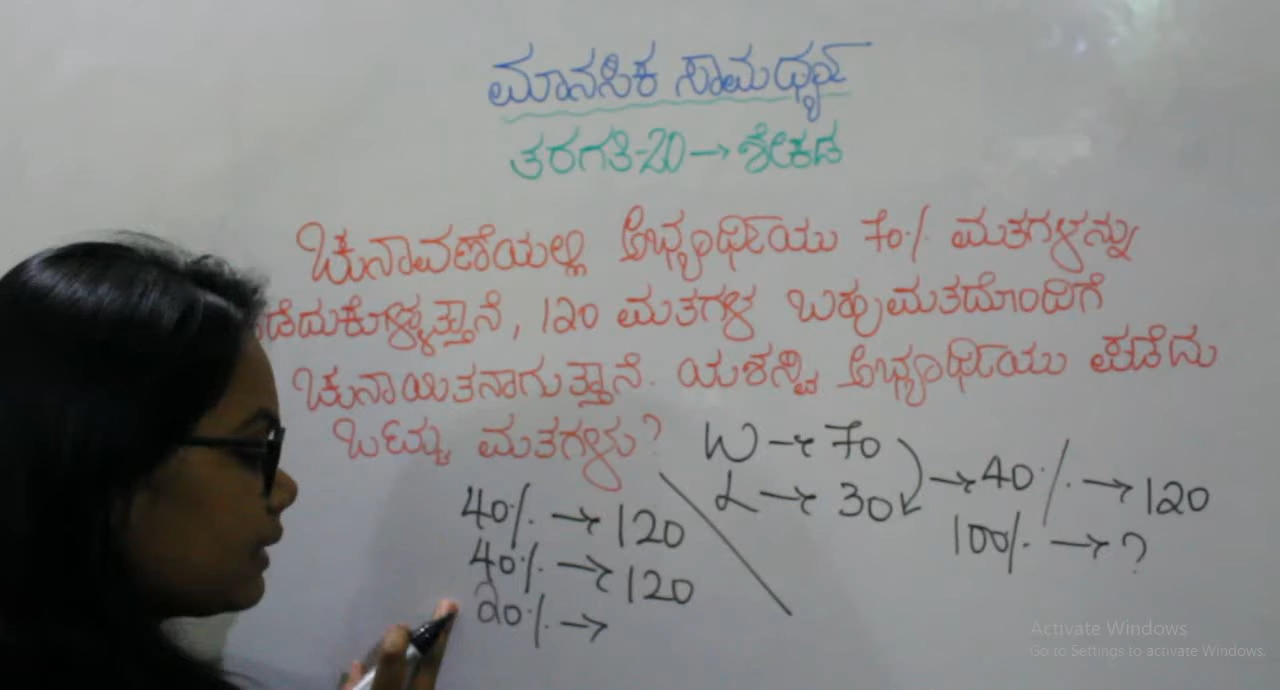 ಮಾನಸಿಕ ಸಾಮರ್ಥ್ಯ
ತರಗತಿ-20 → ಶೇಕಡ
ಚುನಾವಣೆಯಲ್ಲಿ ಅಭ್ಯರ್ಥಿಯು 70% ಮತಗಳನ್ನು
ಪಡೆದುಕೊಳ್ಳುತ್ತಾನೆ, 120 ಮತಗಳ ಬಹುಮತದೊಂದಿಗೆ
ಚುನಾಯಿತನಾಗುತ್ತಾನೆ. ಯಶಸ್ವಿ ಅಭ್ಯರ್ಥಿಯು ಪಡೆದು
ಒಟ್ಟು ಮತಗಳು?
W → 70
L → 30
→ 40% → 120
100% → ?
40% → 120
40% → 120
20% →
Activate Windows
Go to Settings to activate Windows.